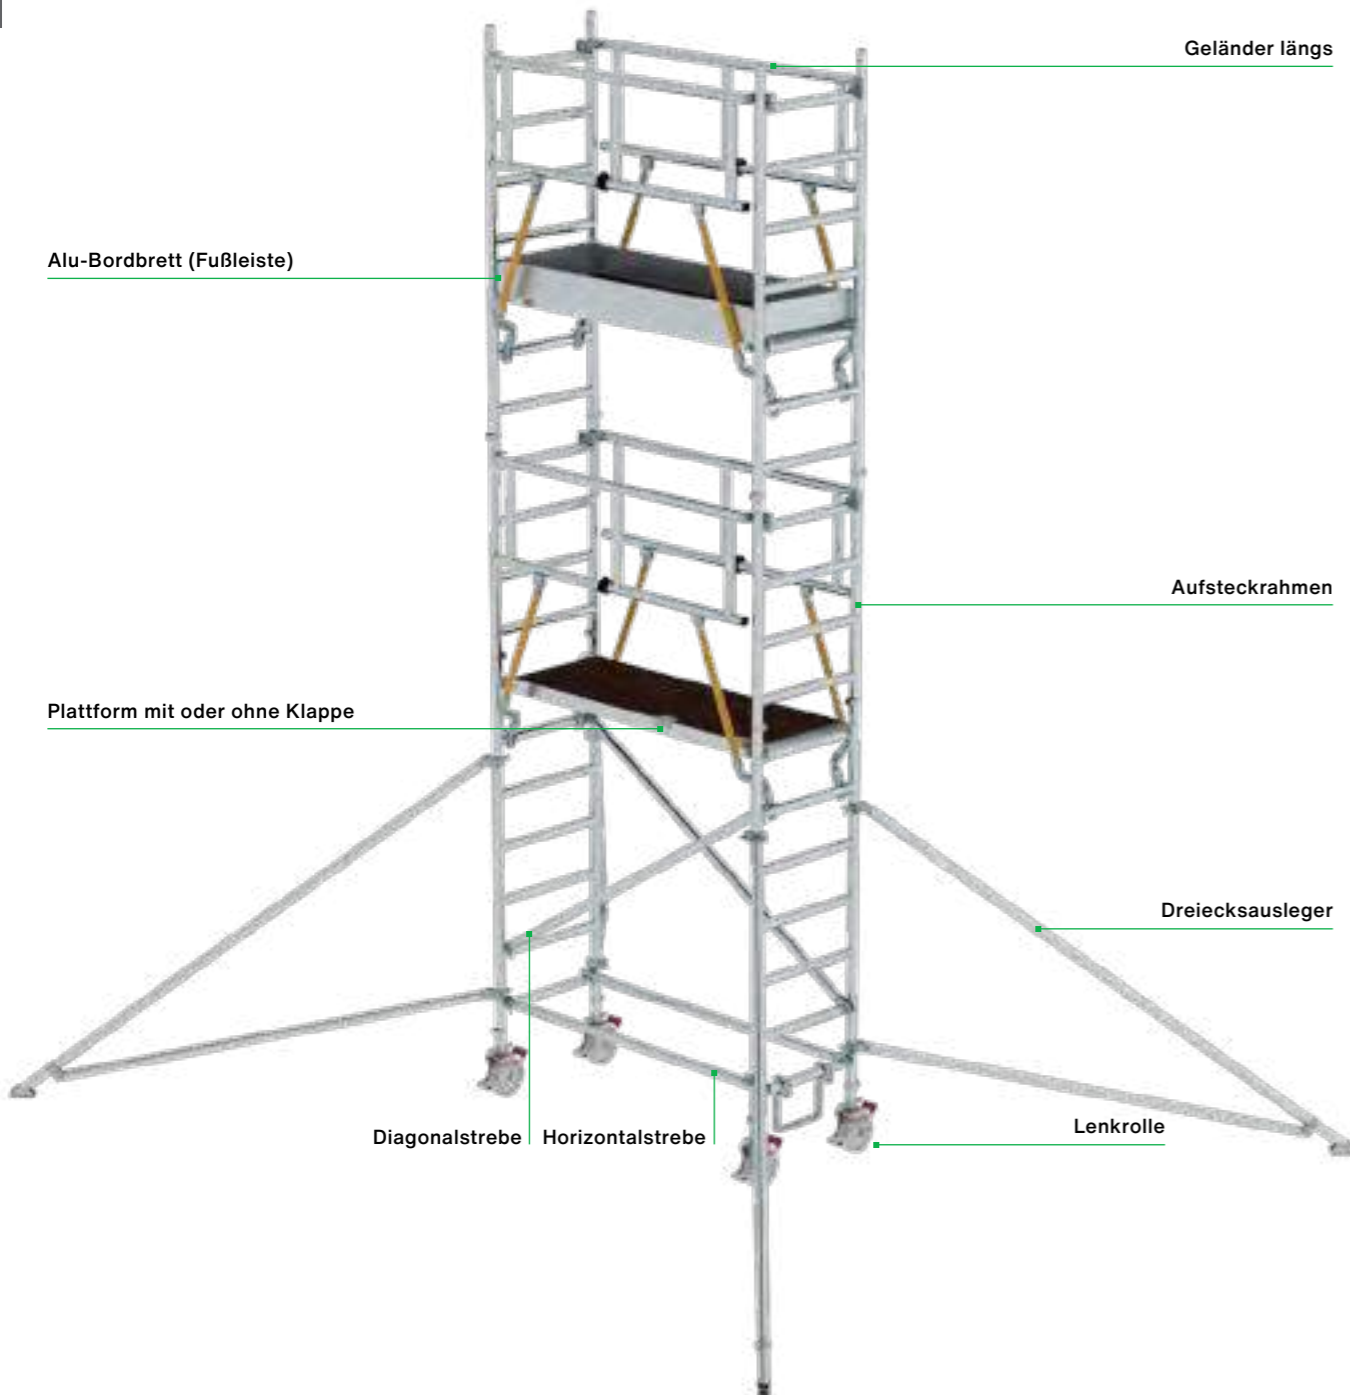 Geländer längs
Alu-Bordbrett (Fußleiste)
Aufsteckrahmen
Plattform mit oder ohne Klappe
Dreiecksausleger
Diagonalstrebe
Horizontalstrebe
Lenkrolle